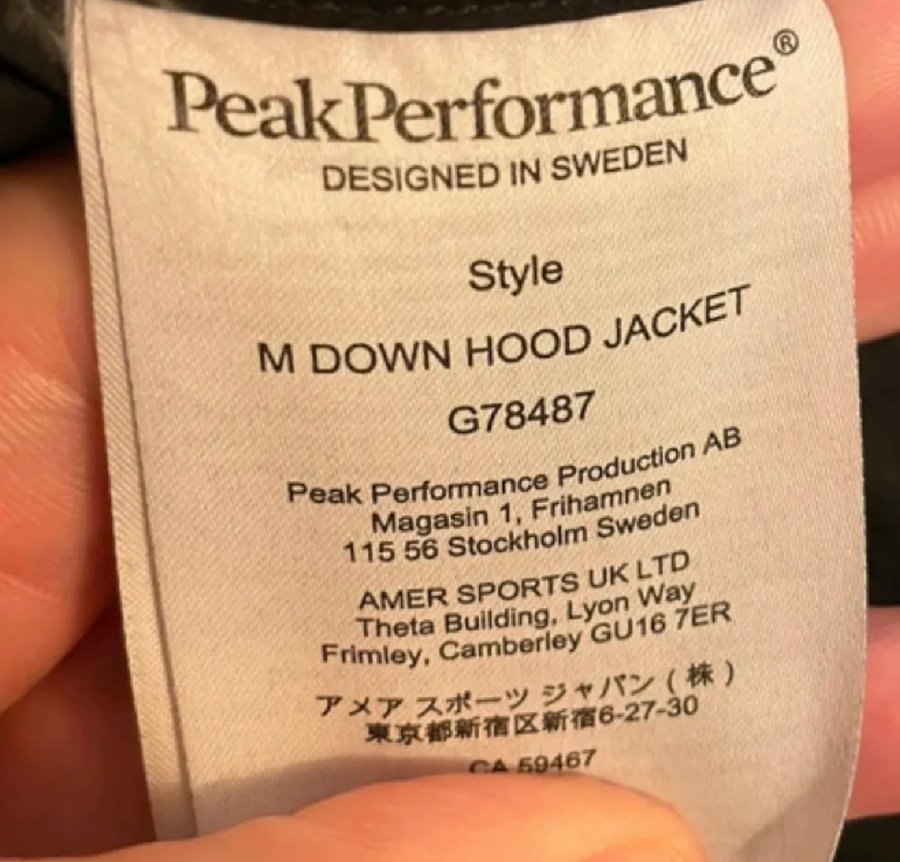 PeakPerformance®
DESIGNED IN SWEDEN
Style
M DOWN HOOD JACKET
G78487
Peak Performance Production AB
Magasin 1, Frihamnen
115 56 Stockholm Sweden
AMER SPORTS UK LTD
Theta Building, Lyon Way
Frimley, Camberley GU16 7ER
アメア スポーツ ジャパン ( 株 )
東京都新宿区新宿6-27-30
CA 59467